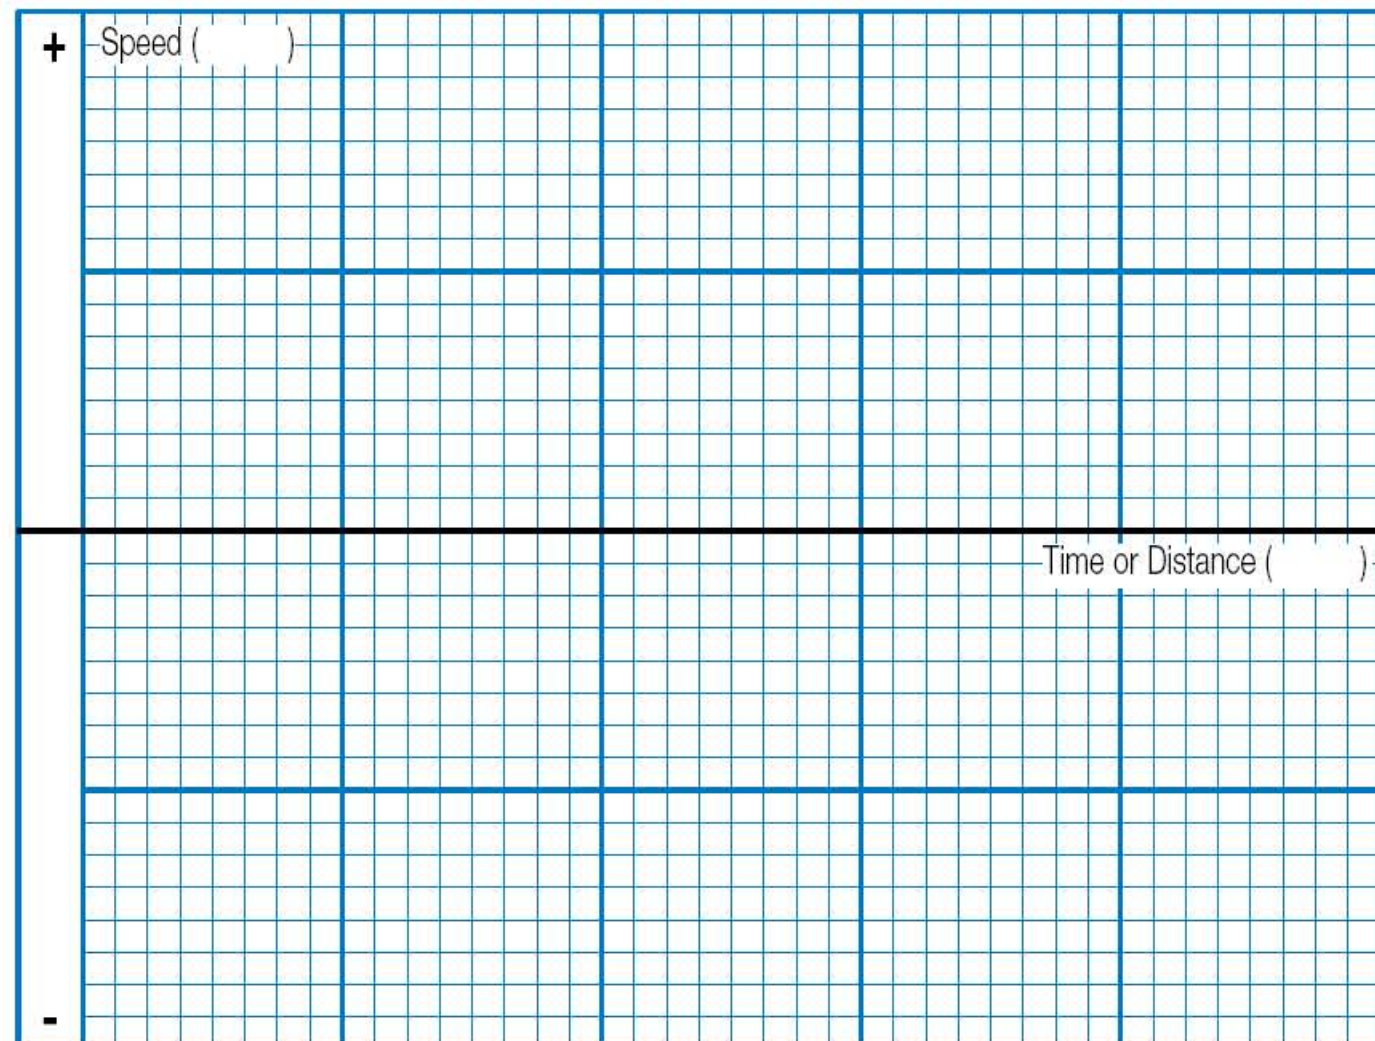 + Speed ( )
Time or Distance ( )
-